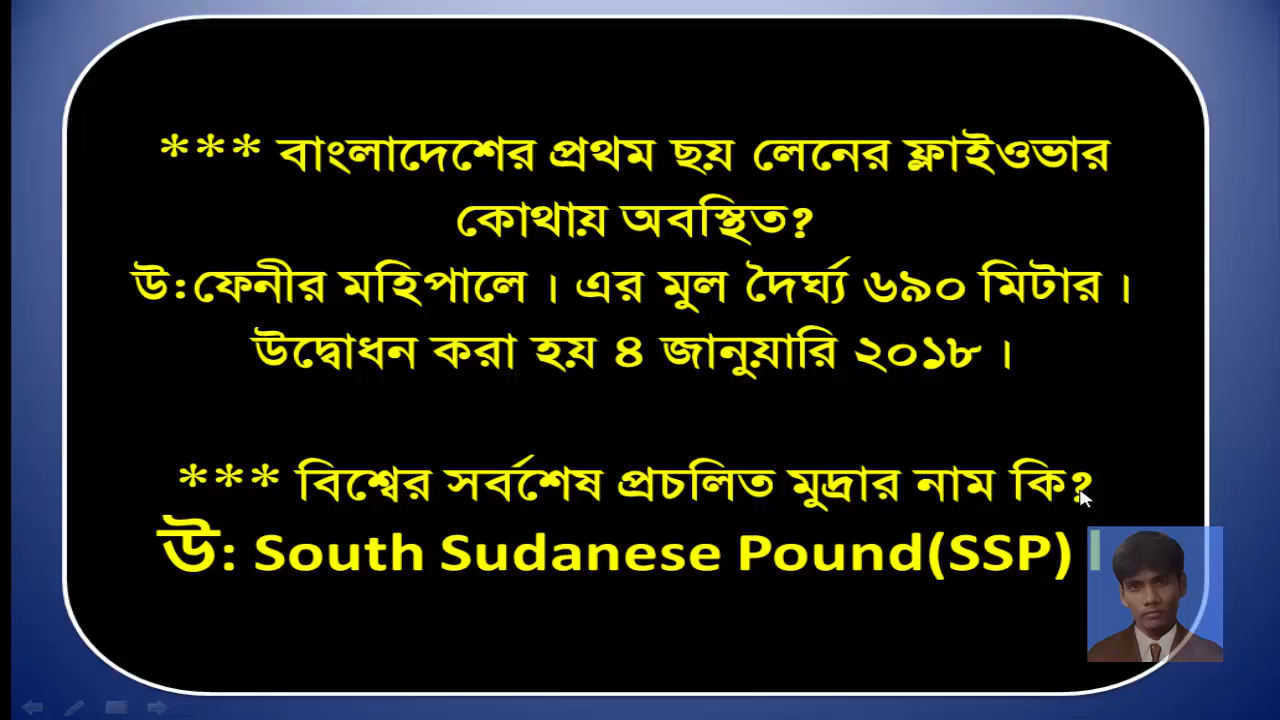 *** বাংলাদেশের প্রথম ছয় লেনের ফ্লাইওভার
কোথায় অবস্থিত?
উ:ফেনীর মহিপালে । এর মুল দৈর্ঘ্য ৬৯০ মিটার ।
উদ্বোধন করা হয় ৪ জানুয়ারি ২০১৮ ।
*** বিশ্বের সর্বশেষ প্রচলিত মুদ্রার নাম কি?
উ: South Sudanese Pound(SSP) ।